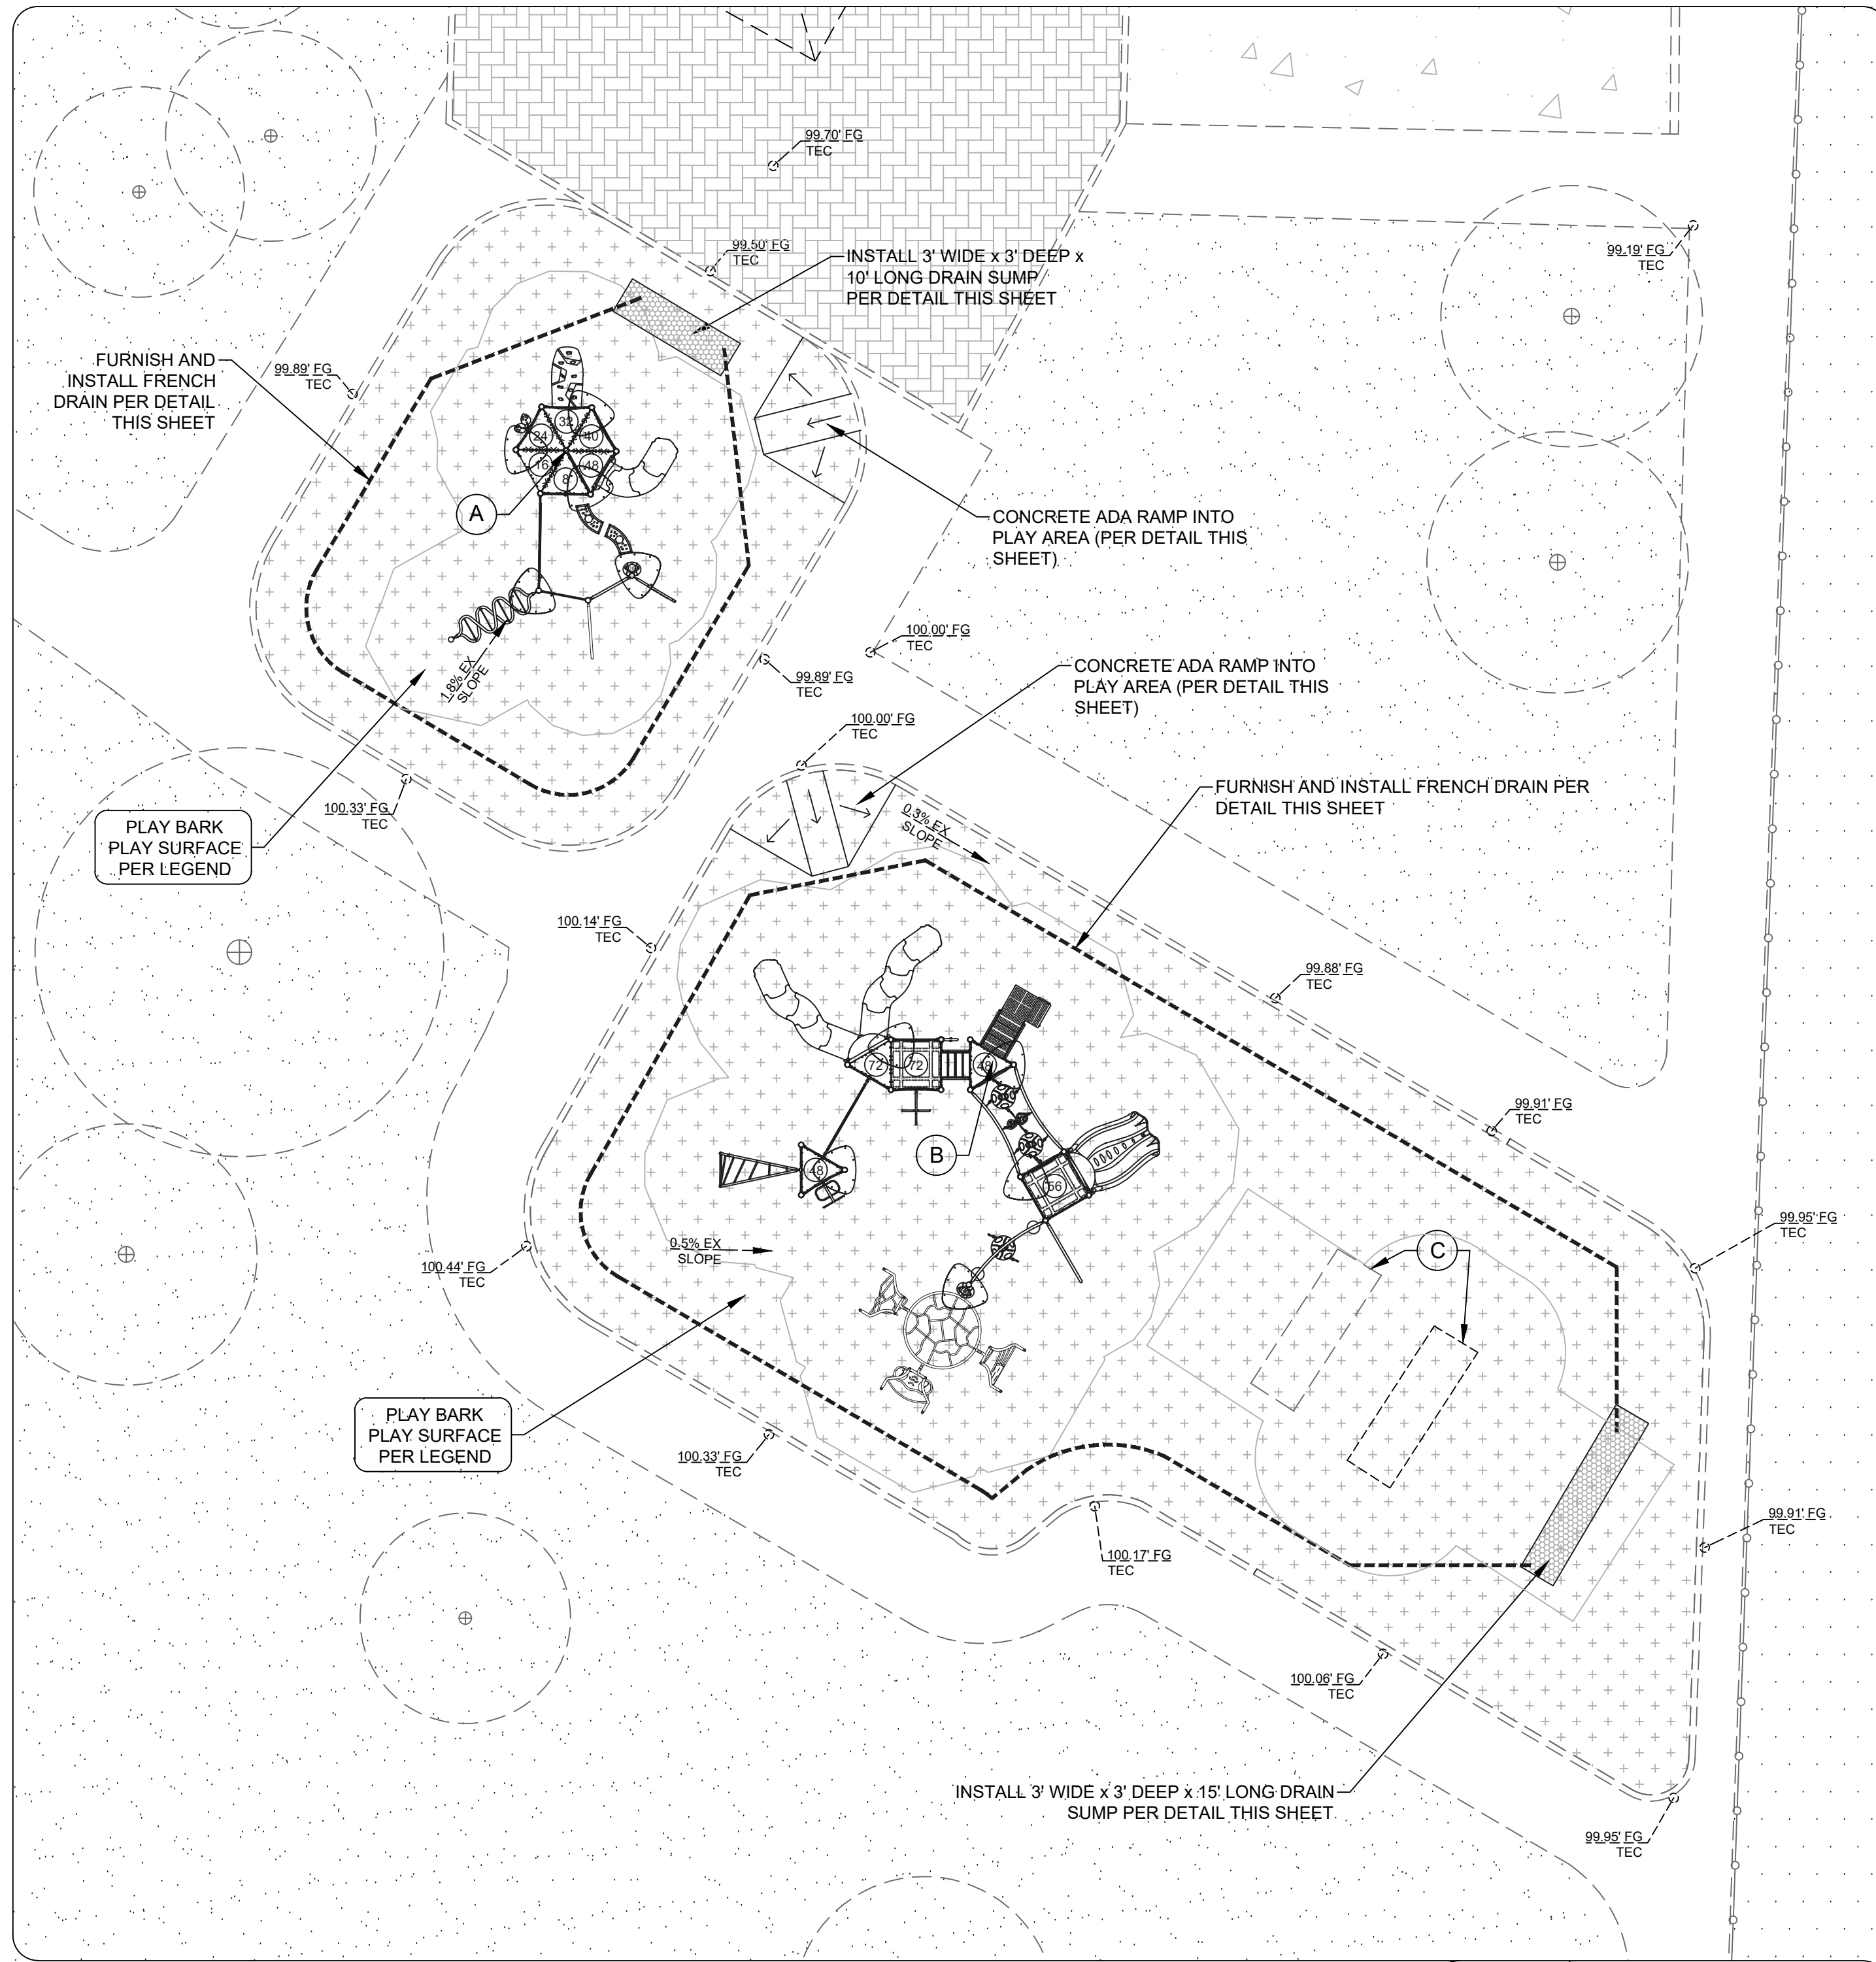 99.70' FG
TEC
99.50' FG
TEC
INSTALL 3' WIDE x 3' DEEP x
10' LONG DRAIN SUMP
PER DETAIL THIS SHEET
99.19' FG
TEC
FURNISH AND
INSTALL FRENCH
DRAIN PER DETAIL
THIS SHEET
99.89' FG
TEC
32
24
40
16
48
8
A
CONCRETE ADA RAMP INTO
PLAY AREA (PER DETAIL THIS
SHEET)
1.8% EX
SLOPE
100.00' FG
TEC
99.89' FG
TEC
CONCRETE ADA RAMP INTO
PLAY AREA (PER DETAIL THIS
SHEET)
100.00' FG
TEC
100.33' FG
TEC
PLAY BARK
PLAY SURFACE
PER LEGEND
0.3% EX
SLOPE
FURNISH AND INSTALL FRENCH DRAIN PER
DETAIL THIS SHEET
100.14' FG
TEC
99.88' FG
TEC
72
72
48
99.91' FG
TEC
B
48
56
99.95' FG
TEC
0.5% EX
SLOPE
C
100.44' FG
TEC
PLAY BARK
PLAY SURFACE
PER LEGEND
100.33' FG
TEC
99.91' FG
TEC
100.17' FG
TEC
100.06' FG
TEC
INSTALL 3' WIDE x 3' DEEP x 15' LONG DRAIN
SUMP PER DETAIL THIS SHEET
99.95' FG
TEC